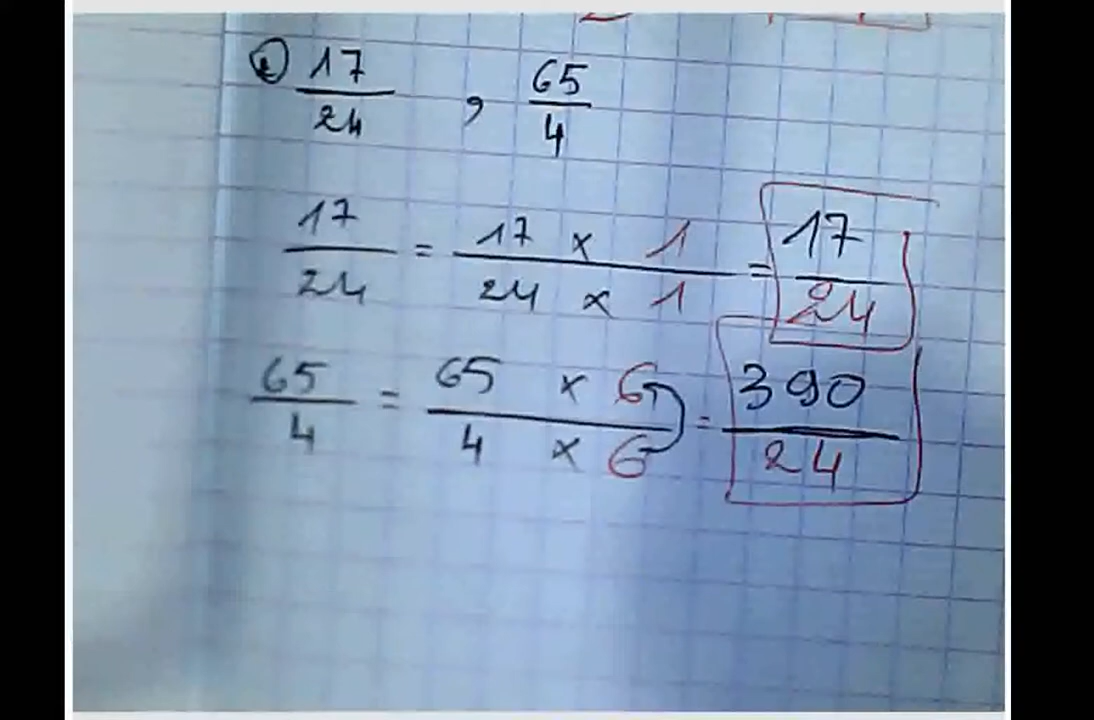 17/24 , 65/4
17/24 = 17 x 1/24 x 1 = 17/24
65/4 = 65 x 6/4 x 6 = 390/24